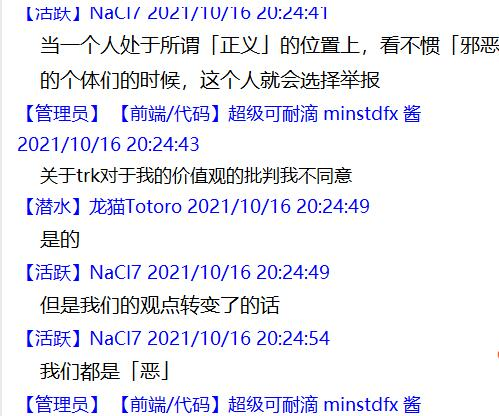 【活跃】NaCl7 2021/10/16 20:24:41
当一个人处于所谓「正义」的位置上，看不惯「邪恶
的个体们的时候，这个人就会选择举报
【管理员】 【前端/代码】超级可耐滴 minstdfx 酱
2021/10/16 20:24:43
关于trk对于我的价值观的批判我不同意
【潜水】龙猫Totoro 2021/10/16 20:24:49
是的
【活跃】NaCl7 2021/10/16 20:24:49
但是我们的观点转变了的话
【活跃】NaCl7 2021/10/16 20:24:54
我们都是「恶」
【管理员】 【前端/代码】超级可耐滴 minstdfx 酱